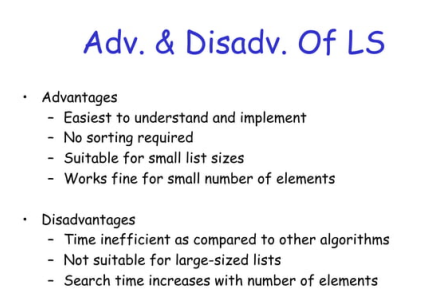 Adv. & Disadv. Of LS
• Advantages
– Easiest to understand and implement
– No sorting required
– Suitable for small list sizes
– Works fine for small number of elements
• Disadvantages
– Time inefficient as compared to other algorithms
– Not suitable for large-sized lists
– Search time increases with number of elements